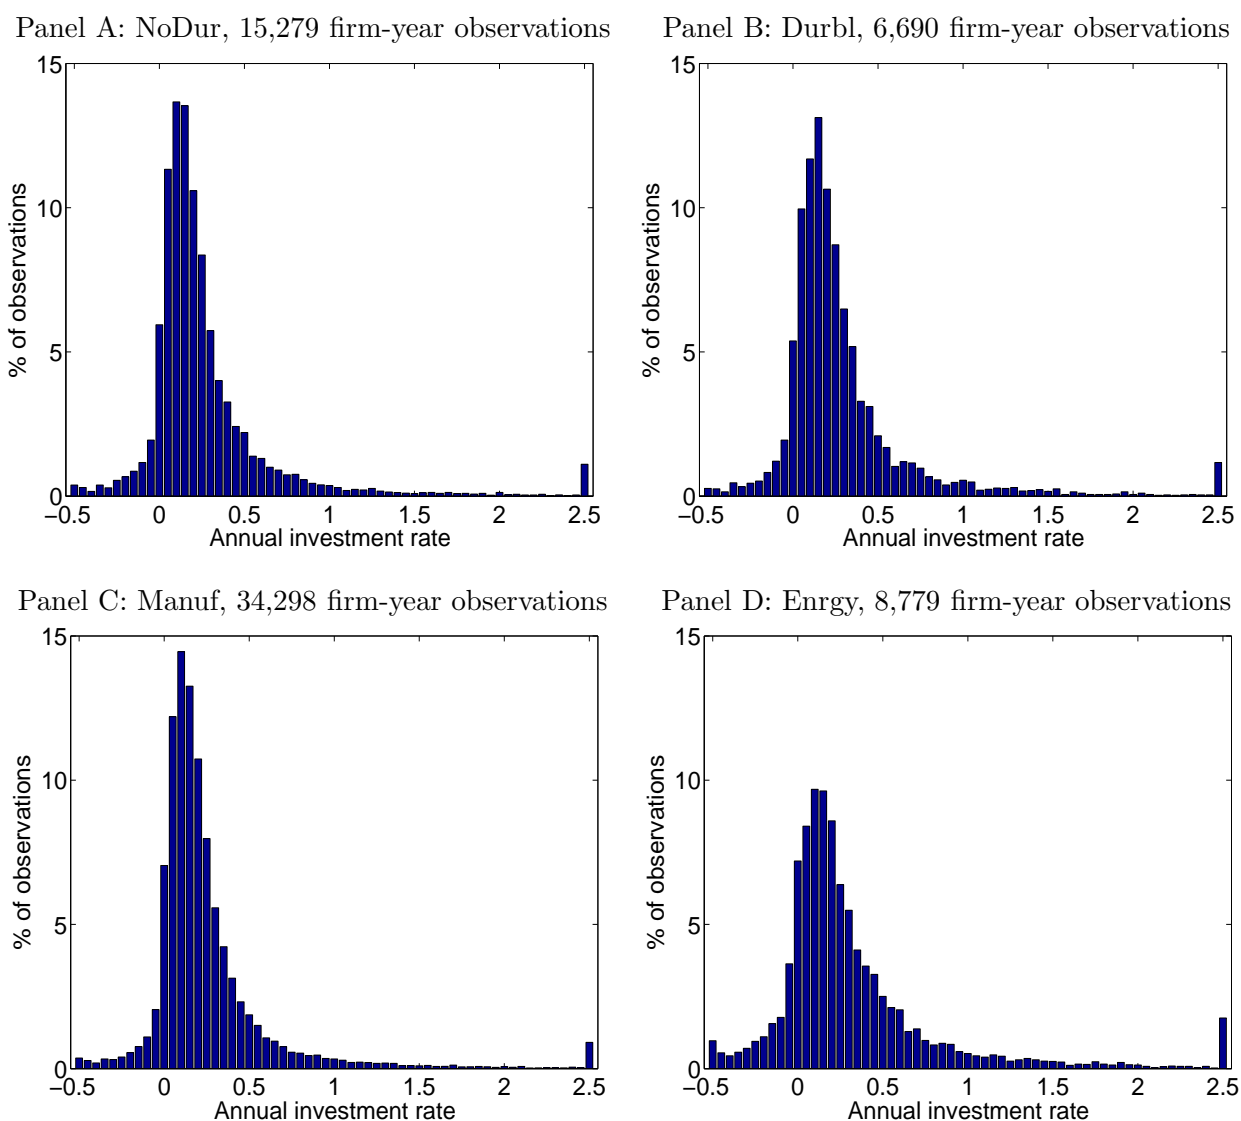 Panel A: NoDur, 15,279 firm-year observations
15
10
5
0
% of observations
−0.5 0 0.5 1 1.5 2 2.5
Annual investment rate
Panel B: Durbl, 6,690 firm-year observations
15
10
5
0
% of observations
−0.5 0 0.5 1 1.5 2 2.5
Annual investment rate
Panel C: Manuf, 34,298 firm-year observations
15
10
5
0
% of observations
−0.5 0 0.5 1 1.5 2 2.5
Annual investment rate
Panel D: Enrgy, 8,779 firm-year observations
15
10
5
0
% of observations
−0.5 0 0.5 1 1.5 2 2.5
Annual investment rate